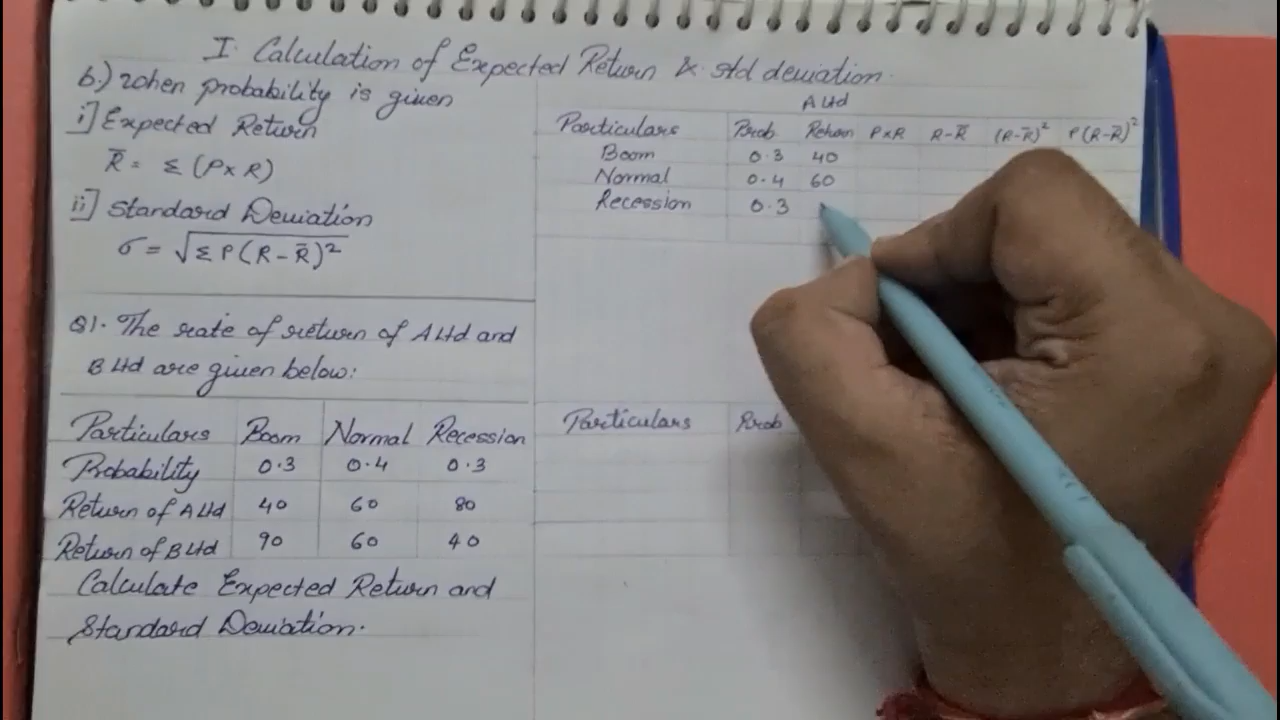 I. Calculation of Expected Return & std deviation.
b.) When probability is given
i] Expected Return
R̄ = Σ (P×R)
ii] Standard Deviation
σ = √Σ P(R-R̄)²
Q1. The rate of return of A Ltd and
B Ltd are given below:
Particulars Boom Normal Recession
Probability 0.3 0.4 0.3
Return of A Ltd 40 60 80
Return of B Ltd 90 60 40
Calculate Expected Return and
Standard Deviation.
A Ltd
Particulars Prob Return P×R R-R̄ (R-R̄)² P(R-R̄)²
Boom 0.3 40
Normal 0.4 60
Recession 0.3
Particulars Prob